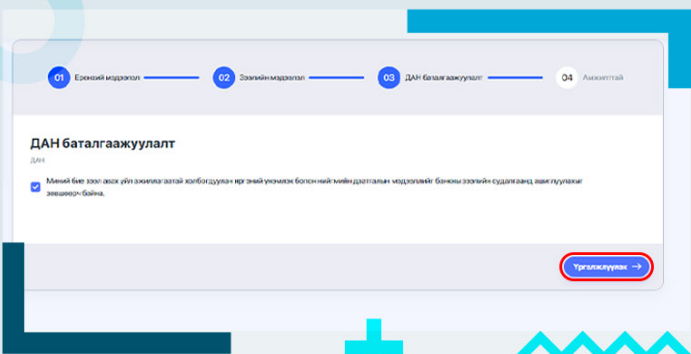 01 Ерөнхий мэдээлэл
02 Зээлийн мэдээлэл
03 ДАН баталгаажуулалт
04 Амжилттай
ДАН баталгаажуулалт
ДАН
Миний бие зээл авах үйл ажиллагаатай холбогдуулан иргэний үнэмлэх болон нийгмийн даатгалын мэдээллийг банкны зээлийн судалгаанд ашиглуулахыг
зөвшөөрч байна.
Үргэлжлүүлэх →